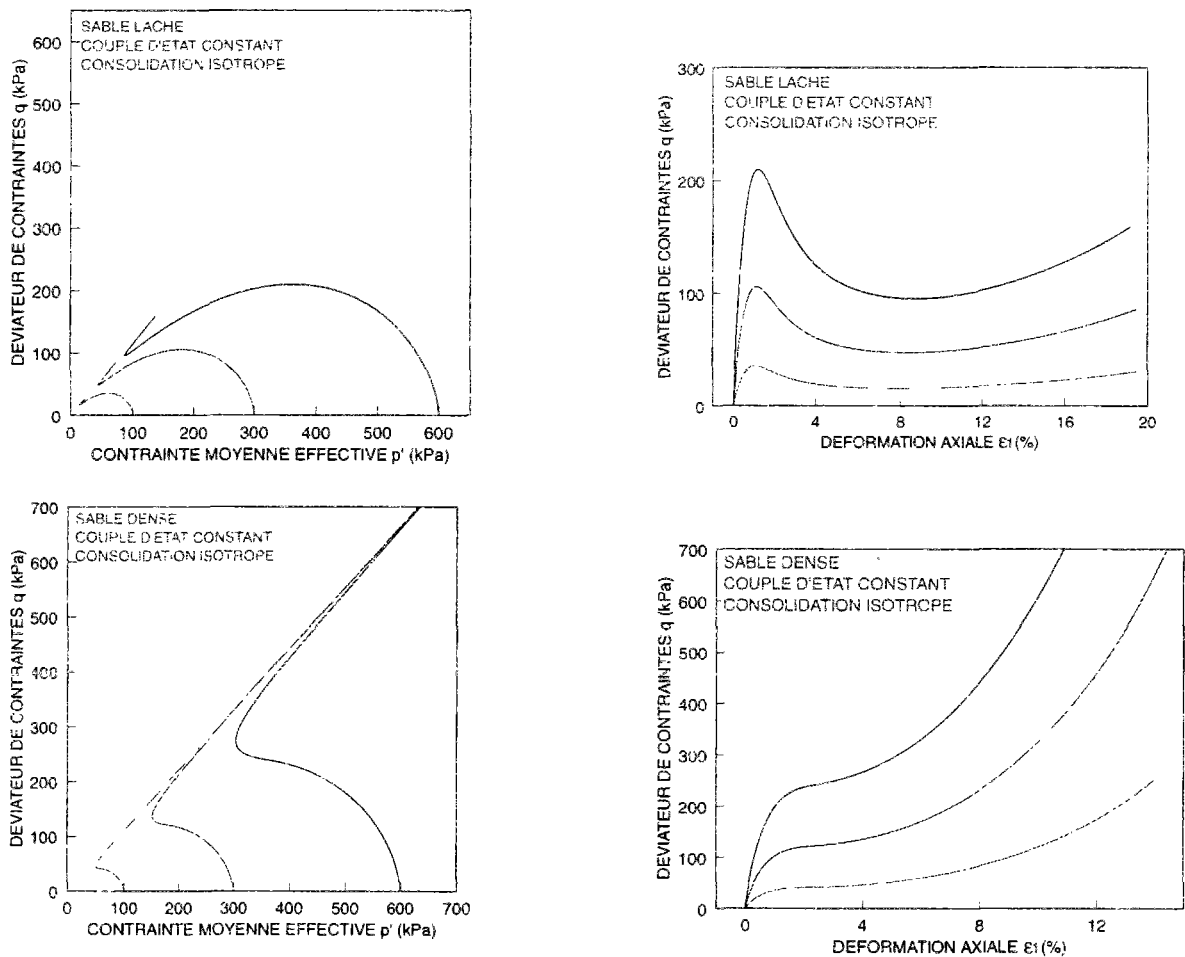 SABLE LACHE
COUPLE D'ETAT CONSTANT
CONSOLIDATION ISOTROPE
DEVIATEUR DE CONTRAINTES q (kPa)
600
500
400
300
200
100
0
0 100 200 300 400 500 600
CONTRAINTE MOYENNE EFFECTIVE p' (kPa)
SABLE LACHE
COUPLE D'ETAT CONSTANT
CONSOLIDATION ISOTROPE
DEVIATEUR DE CONTRAINTES q (kPa)
300
200
100
0
0 4 8 12 16 20
DEFORMATION AXIALE ε1 (%)
SABLE DENSE
COUPLE D'ETAT CONSTANT
CONSOLIDATION ISOTROPE
DEVIATEUR DE CONTRAINTES q (kPa)
700
600
500
400
300
200
100
0
0 100 200 300 400 500 600 700
CONTRAINTE MOYENNE EFFECTIVE p' (kPa)
SABLE DENSE
COUPLE D'ETAT CONSTANT
CONSOLIDATION ISOTROPE
DEVIATEUR DE CONTRAINTES q (kPa)
700
600
500
400
300
200
100
0
0 4 8 12
DEFORMATION AXIALE ε1 (%)